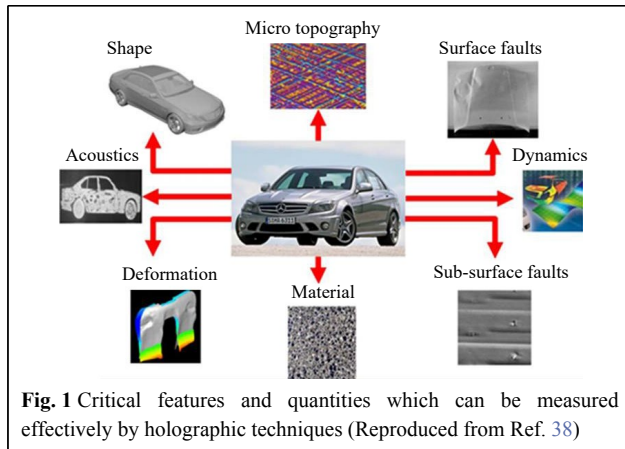 Micro topography
Shape
Surface faults
Acoustics
Dynamics
Deformation
Material
Sub-surface faults
Fig. 1 Critical features and quantities which can be measured
effectively by holographic techniques (Reproduced from Ref. 38)